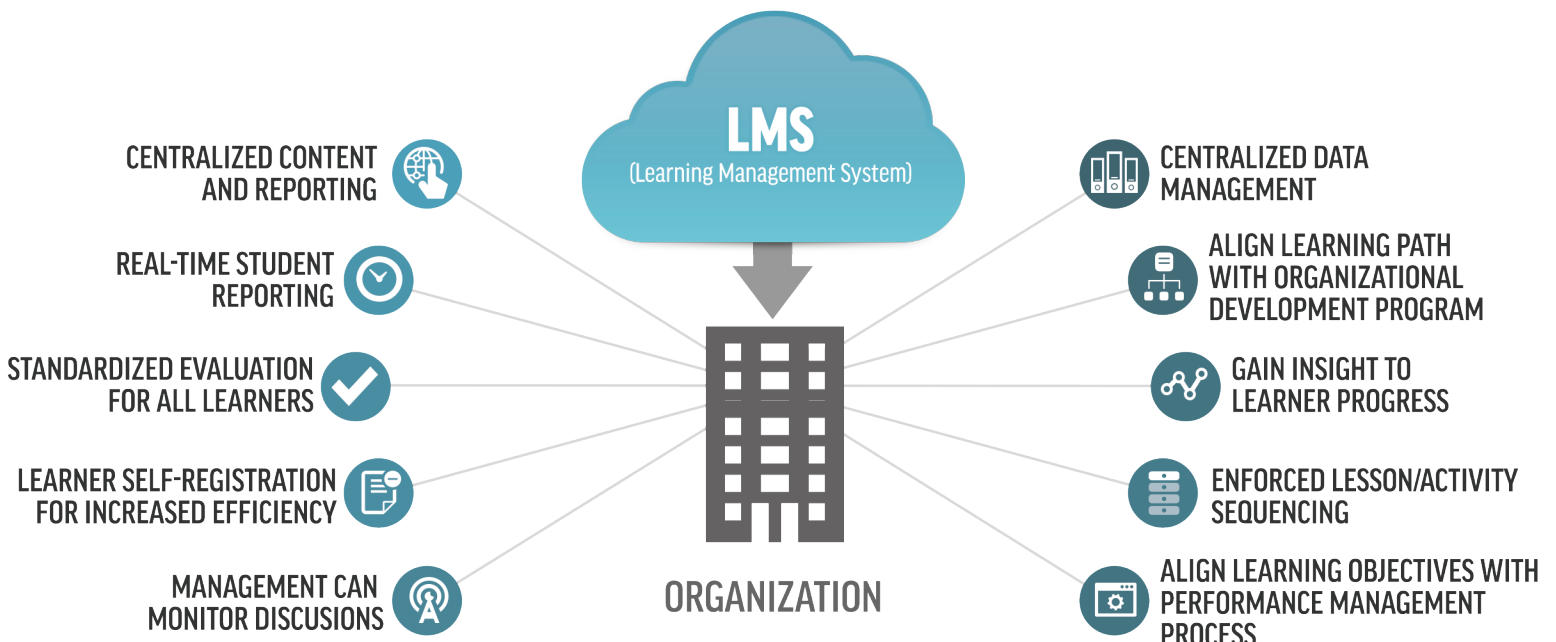 LMS
(Learning Management System)
CENTRALIZED CONTENT
AND REPORTING
REAL-TIME STUDENT
REPORTING
STANDARDIZED EVALUATION
FOR ALL LEARNERS
LEARNER SELF-REGISTRATION
FOR INCREASED EFFICIENCY
MANAGEMENT CAN
MONITOR DISCUSIONS
ORGANIZATION
CENTRALIZED DATA
MANAGEMENT
ALIGN LEARNING PATH
WITH ORGANIZATIONAL
DEVELOPMENT PROGRAM
GAIN INSIGHT TO
LEARNER PROGRESS
ENFORCED LESSON/ACTIVITY
SEQUENCING
ALIGN LEARNING OBJECTIVES WITH
PERFORMANCE MANAGEMENT
PROCESS